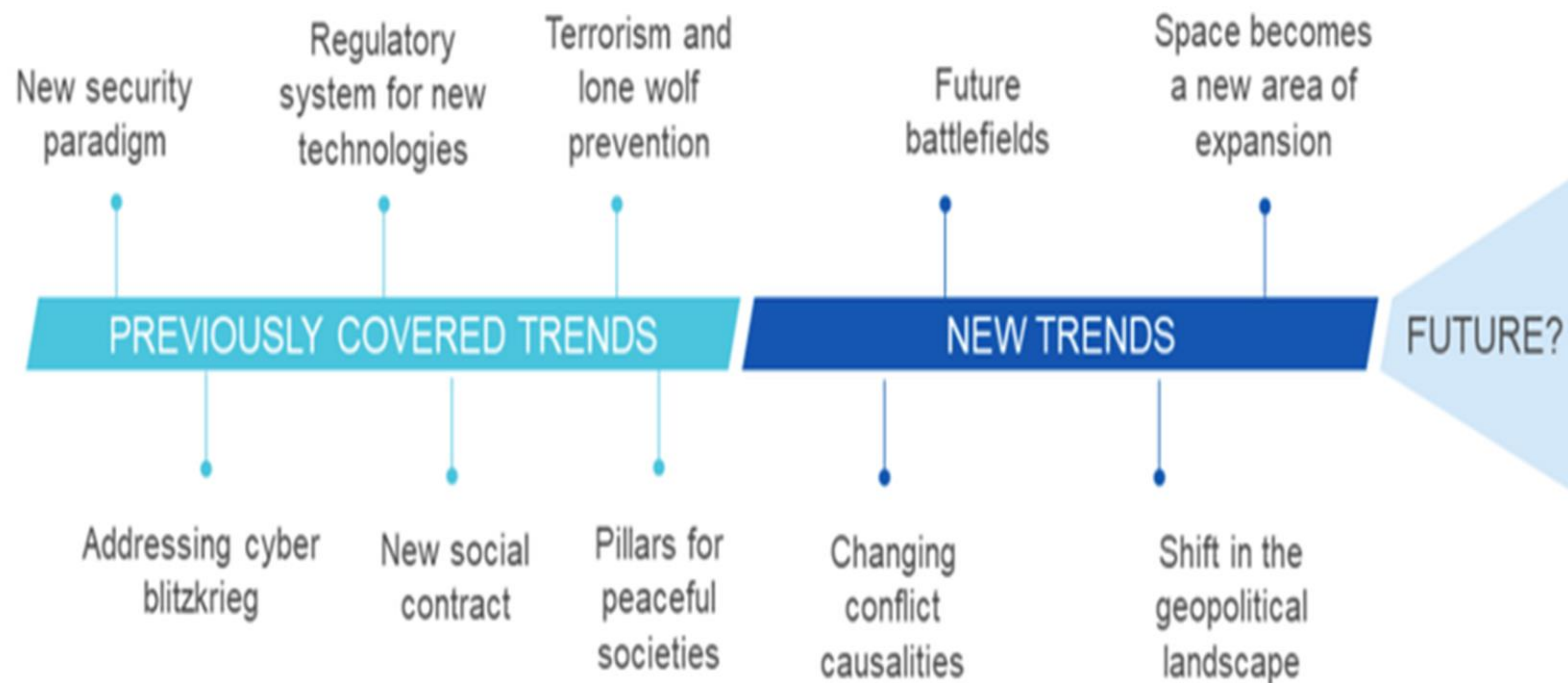 New security
paradigm
Regulatory
system for new
technologies
Terrorism and
lone wolf
prevention
Future
battlefields
Space becomes
a new area of
expansion
PREVIOUSLY COVERED TRENDS
NEW TRENDS
FUTURE?
Addressing cyber
blitzkrieg
New social
contract
Pillars for
peaceful
societies
Changing
conflict
causalities
Shift in the
geopolitical
landscape